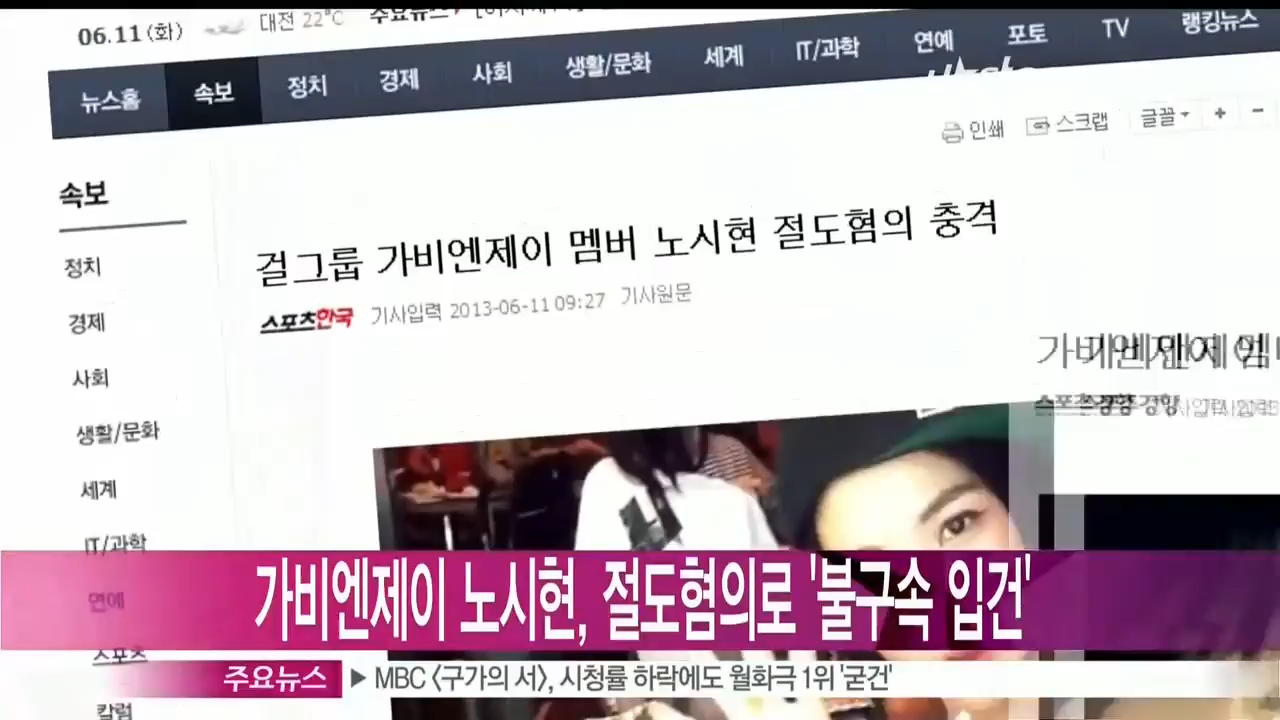 06.11 (화) 대전 22°C 주요뉴스
뉴스홈 속보 정치 경제 사회 생활/문화 세계 IT/과학 연예 포토 TV 랭킹뉴스
인쇄 스크랩 글꼴 + -
속보
걸그룹 가비엔제이 멤버 노시현 절도혐의 충격
스포츠한국 기사입력 2013-06-11 09:27 기사원문
정치
경제
사회
생활/문화
세계
IT/과학
연예
스포츠
칼럼
가비엔제이 노시현, 절도혐의로 '불구속 입건'
주요뉴스 ▶ MBC <구가의 서>, 시청률 하락에도 월화극 1위 '굳건'